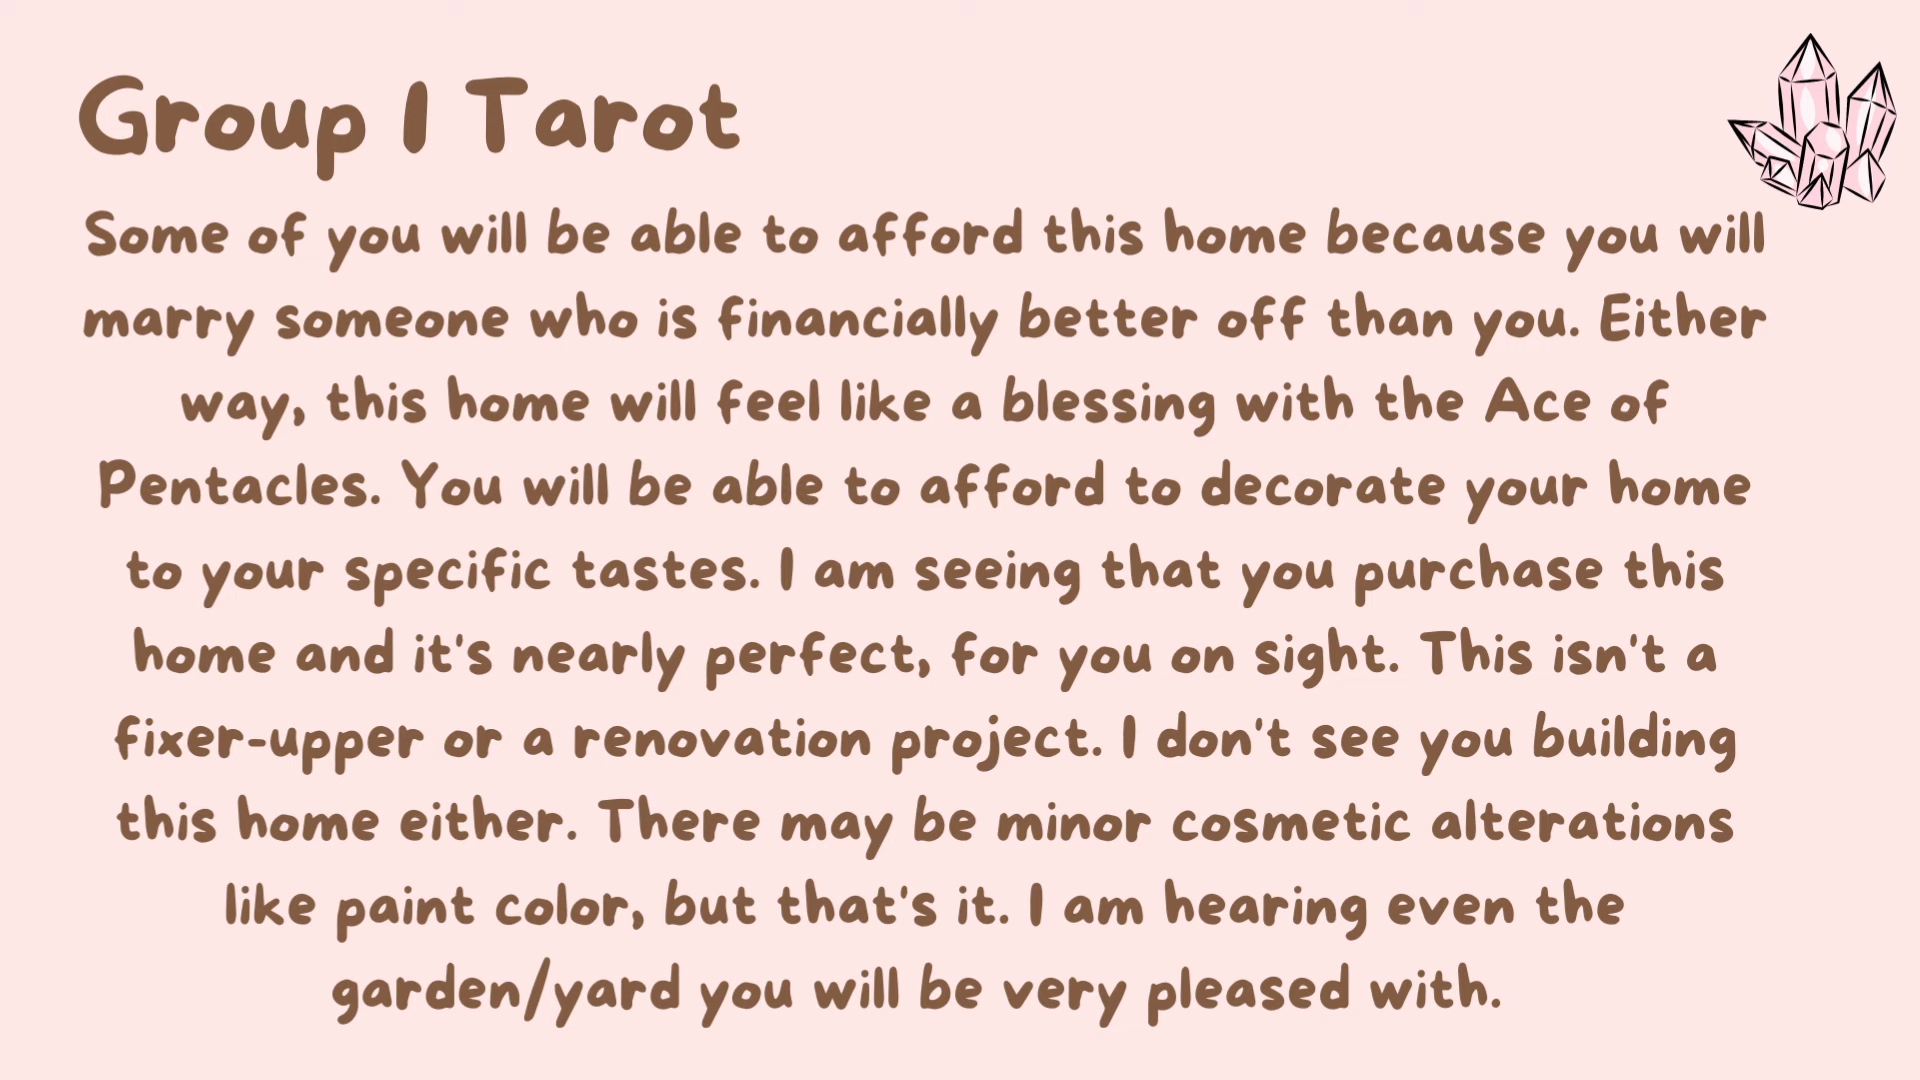 Group 1 Tarot
Some of you will be able to afford this home because you will
marry someone who is financially better off than you. Either
way, this home will feel like a blessing with the Ace of
Pentacles. You will be able to afford to decorate your home
to your specific tastes. I am seeing that you purchase this
home and it's nearly perfect, for you on sight. This isn't a
fixer-upper or a renovation project. I don't see you building
this home either. There may be minor cosmetic alterations
like paint color, but that's it. I am hearing even the
garden/yard you will be very pleased with.